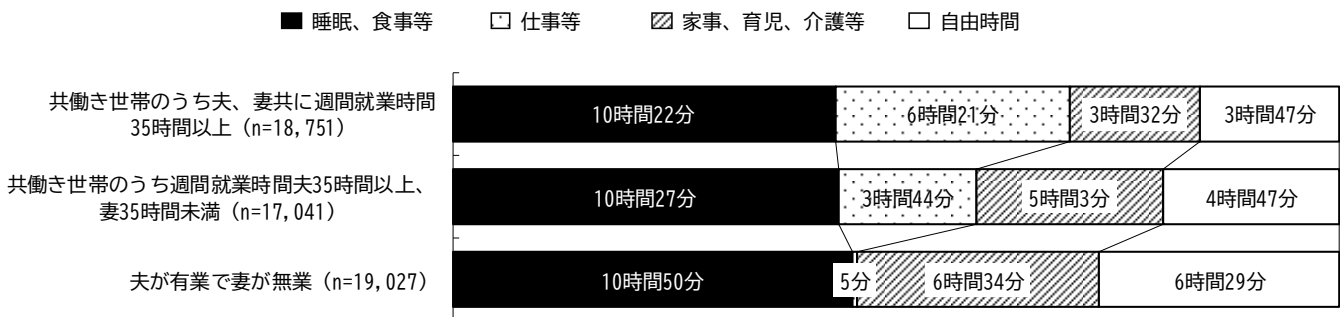 睡眠、食事等 仕事等 家事、育児、介護等 自由時間
共働き世帯のうち夫、妻共に週間就業時間
35時間以上（n=18,751）
10時間22分 6時間21分 3時間32分 3時間47分
共働き世帯のうち週間就業時間夫35時間以上、
妻35時間未満（n=17,041）
10時間27分 3時間44分 5時間3分 4時間47分
夫が有業で妻が無業（n=19,027）
10時間50分 5分 6時間34分 6時間29分